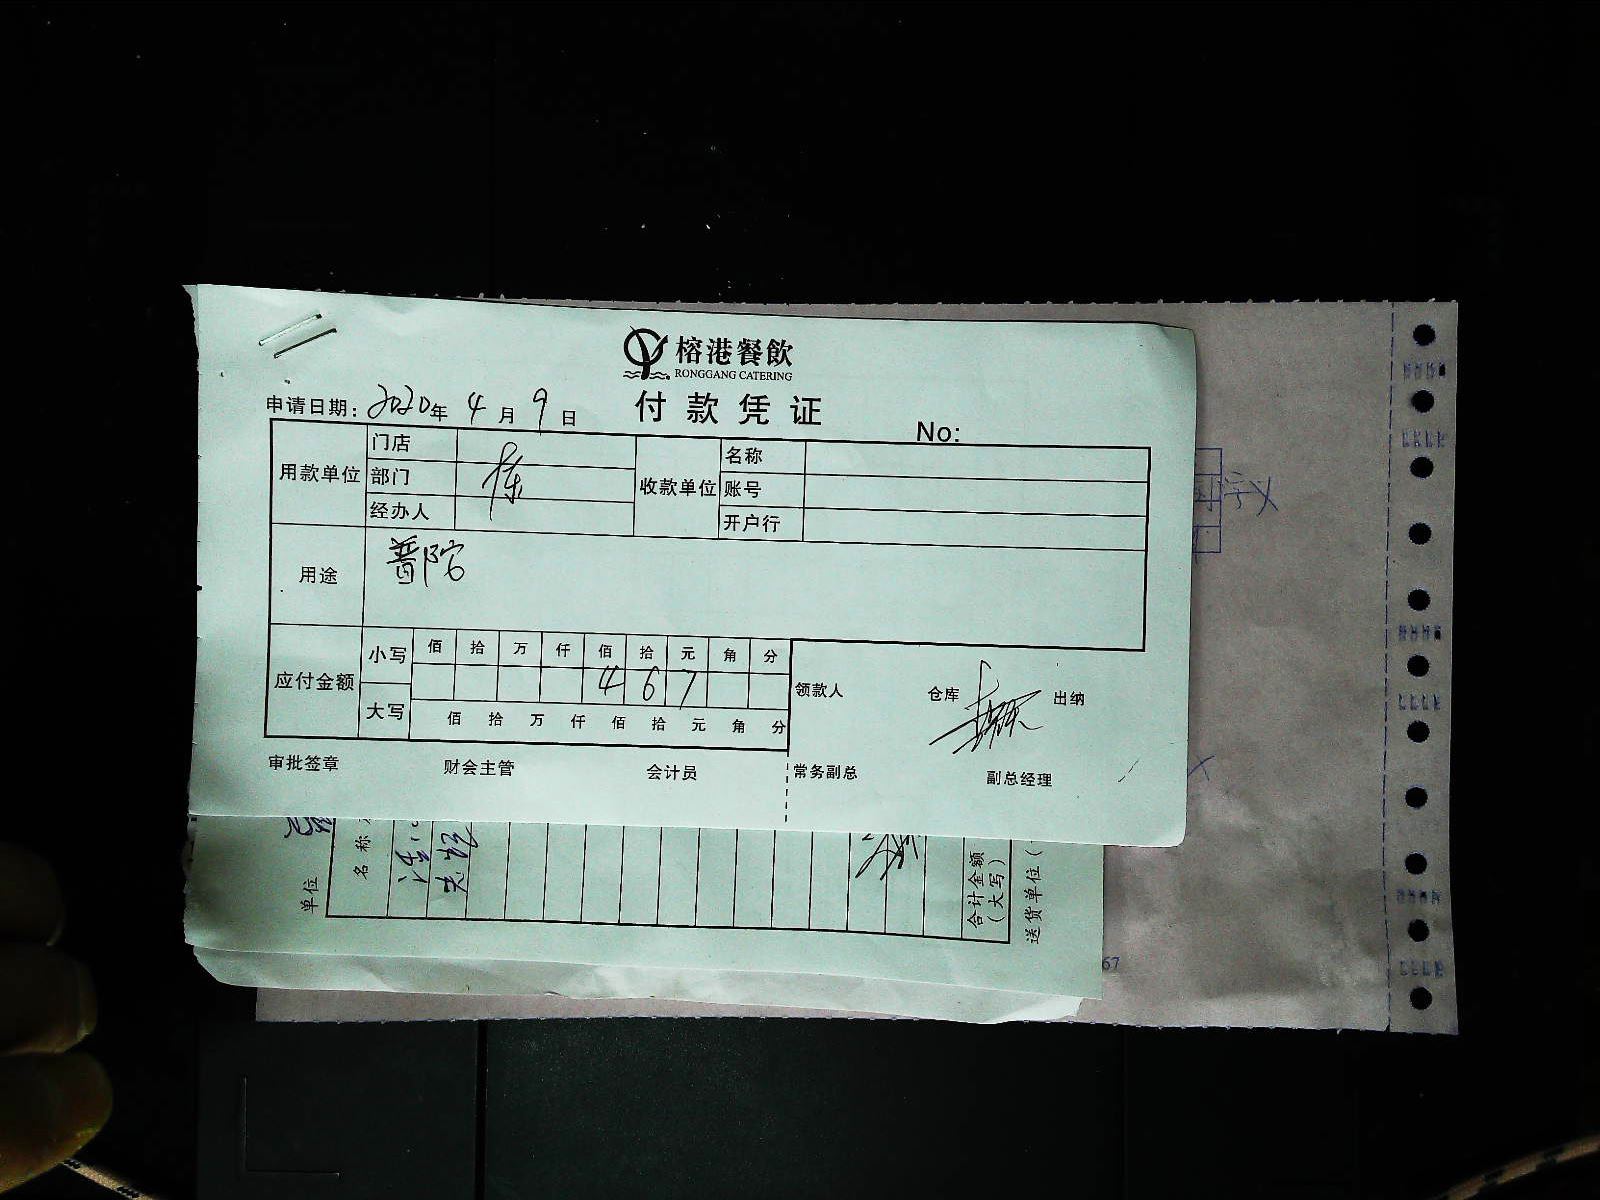 榕港餐飲
RONGGANG CATERING
付款凭证
申请日期: 2020年 4月 9日
No:
用款单位 门店 收款单位 名称
部门 账号
经办人 开户行
用途 普陀
应付金额 小写 佰 拾 万 仟 佰 拾 元 角 分
4 6 7
大写 佰 拾 万 仟 佰 拾 元 角 分
领款人 仓库 出纳
审批签章 财会主管 会计员 常务副总 副总经理
单位
名称
合计金额
(大写)
送货单位(
67